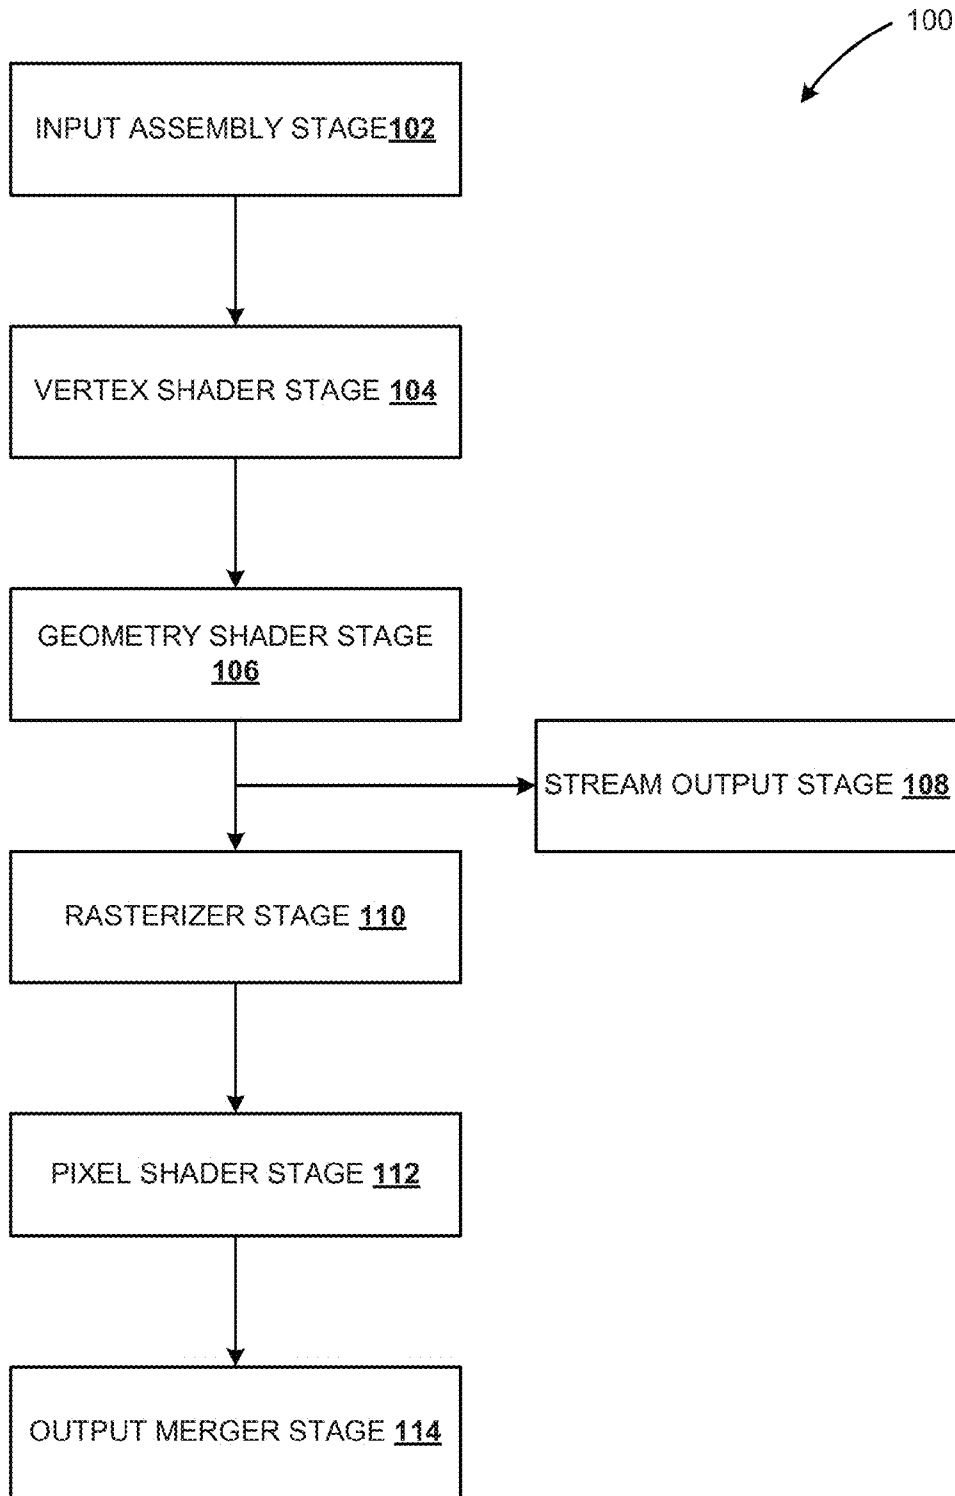 100
INPUT ASSEMBLY STAGE102
VERTEX SHADER STAGE 104
GEOMETRY SHADER STAGE
106
STREAM OUTPUT STAGE 108
RASTERIZER STAGE 110
PIXEL SHADER STAGE 112
OUTPUT MERGER STAGE 114